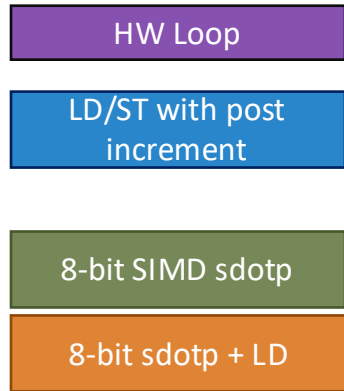 HW Loop
LD/ST with post
increment
8-bit SIMD sdotp
8-bit sdotp + LD